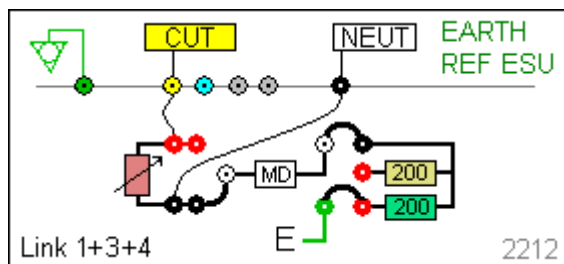 CUT
NEUT
EARTH
REF ESU
MD
200
200
E
Link 1+3+4
2212